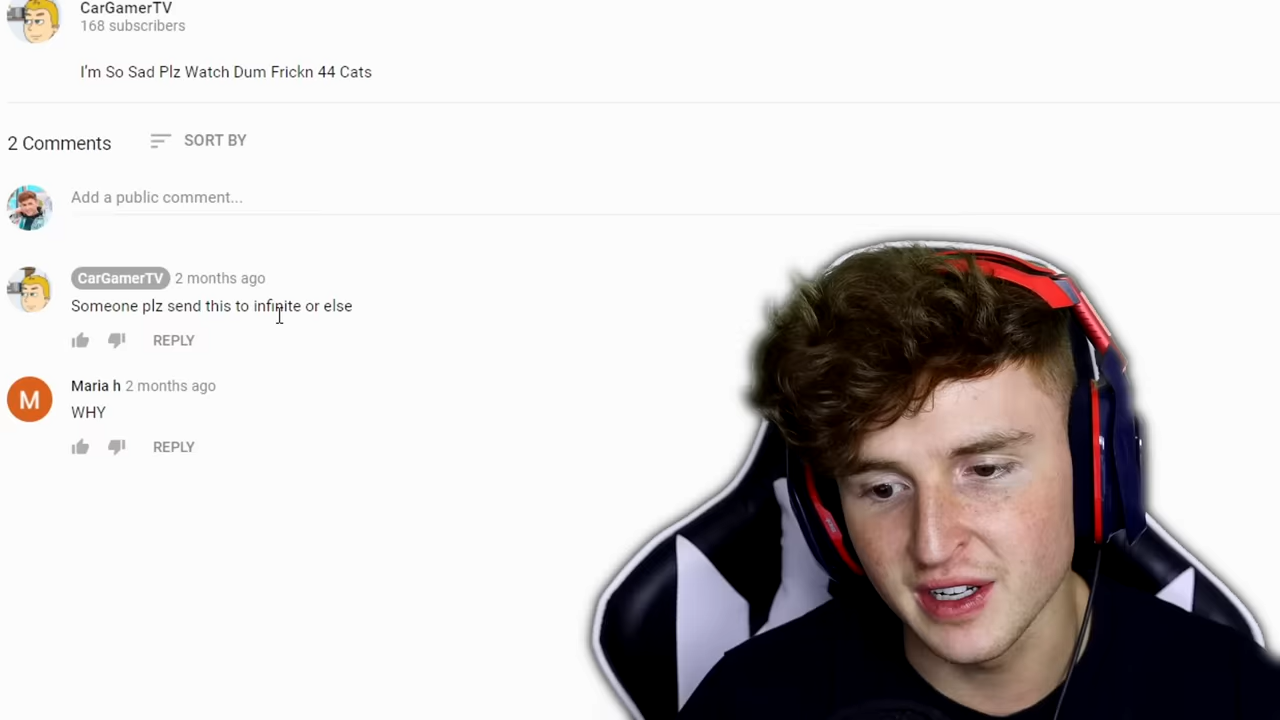 CarGamerTV
168 subscribers
I'm So Sad Plz Watch Dum Frickn 44 Cats
2 Comments SORT BY
Add a public comment...
CarGamerTV 2 months ago
Someone plz send this to infinite or else
REPLY
M
Maria h 2 months ago
WHY
REPLY